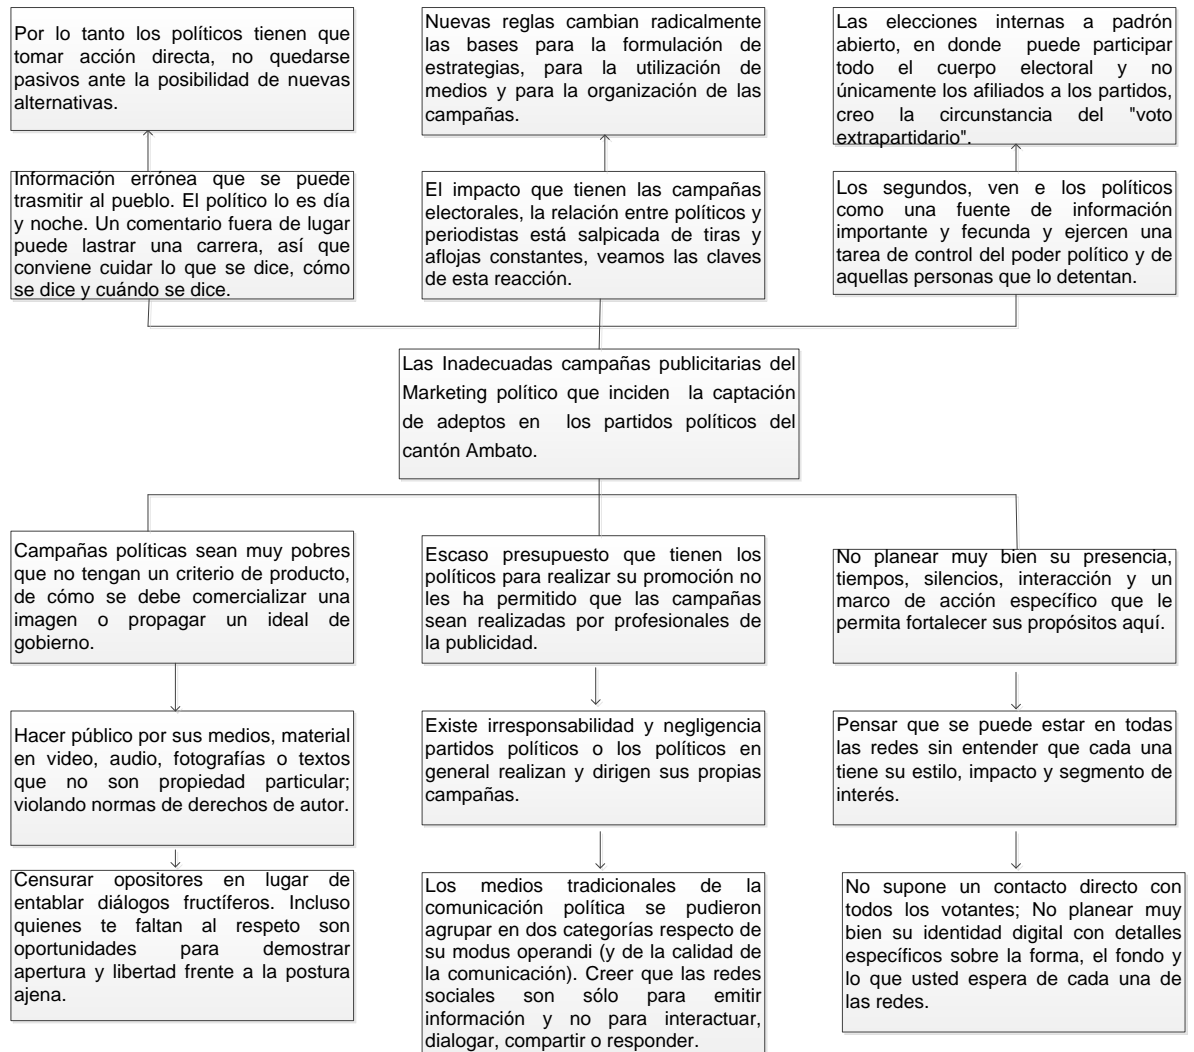 Por lo tanto los políticos tienen que
tomar acción directa, no quedarse
pasivos ante la posibilidad de nuevas
alternativas.
Nuevas reglas cambian radicalmente
las bases para la formulación de
estrategias, para la utilización de
medios y para la organización de las
campañas.
Las elecciones internas a padrón
abierto, en donde puede participar
todo el cuerpo electoral y no
únicamente los afiliados a los partidos,
creo la circunstancia del "voto
extrapartidario".
Información errónea que se puede
trasmitir al pueblo. El político lo es día
y noche. Un comentario fuera de lugar
puede lastrar una carrera, así que
conviene cuidar lo que se dice, cómo
se dice y cuándo se dice.
El impacto que tienen las campañas
electorales, la relación entre políticos y
periodistas está salpicada de tiras y
aflojas constantes, veamos las claves
de esta reacción.
Los segundos, ven e los políticos
como una fuente de información
importante y fecunda y ejercen una
tarea de control del poder político y de
aquellas personas que lo detentan.
Las Inadecuadas campañas publicitarias del
Marketing político que inciden la captación
de adeptos en los partidos políticos del
cantón Ambato.
Campañas políticas sean muy pobres
que no tengan un criterio de producto,
de cómo se debe comercializar una
imagen o propagar un ideal de
gobierno.
Escaso presupuesto que tienen los
políticos para realizar su promoción no
les ha permitido que las campañas
sean realizadas por profesionales de
la publicidad.
No planear muy bien su presencia,
tiempos, silencios, interacción y un
marco de acción específico que le
permita fortalecer sus propósitos aquí.
Hacer público por sus medios, material
en video, audio, fotografías o textos
que no son propiedad particular;
violando normas de derechos de autor.
Existe irresponsabilidad y negligencia
partidos políticos o los políticos en
general realizan y dirigen sus propias
campañas.
Pensar que se puede estar en todas
las redes sin entender que cada una
tiene su estilo, impacto y segmento de
interés.
Censurar opositores en lugar de
entablar diálogos fructíferos. Incluso
quienes te faltan al respeto son
oportunidades para demostrar
apertura y libertad frente a la postura
ajena.
Los medios tradicionales de la
comunicación política se pudieron
agrupar en dos categorías respecto de
su modus operandi (y de la calidad de
la comunicación). Creer que las redes
sociales son sólo para emitir
información y no para interactuar,
dialogar, compartir o responder.
No supone un contacto directo con
todos los votantes; No planear muy
bien su identidad digital con detalles
específicos sobre la forma, el fondo y
lo que usted espera de cada una de
las redes.